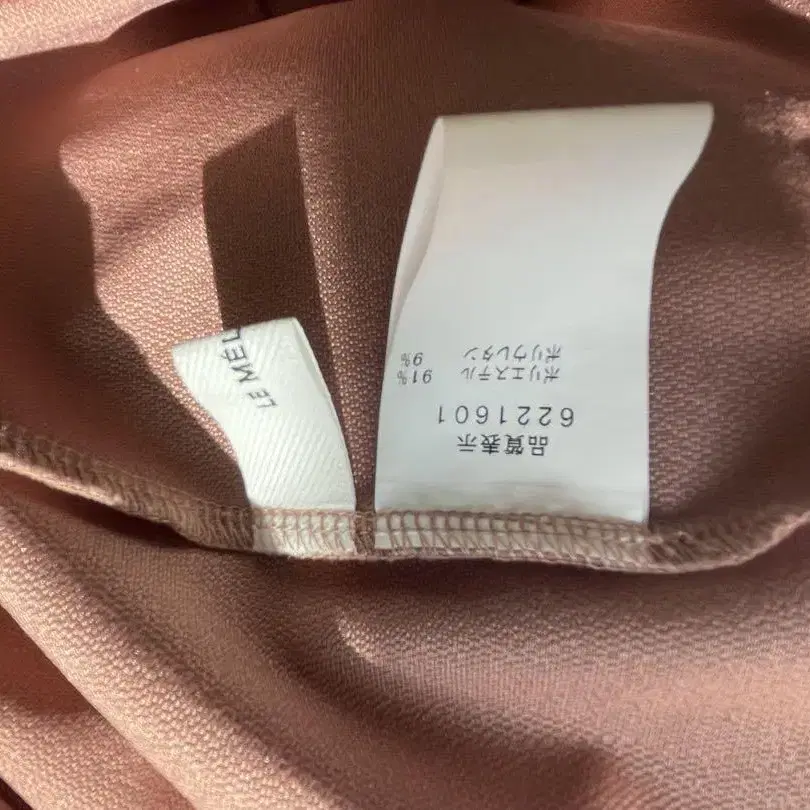 品質表示
6221601
ポリエステル 91%
ポリウレタン 9%
LE MEL